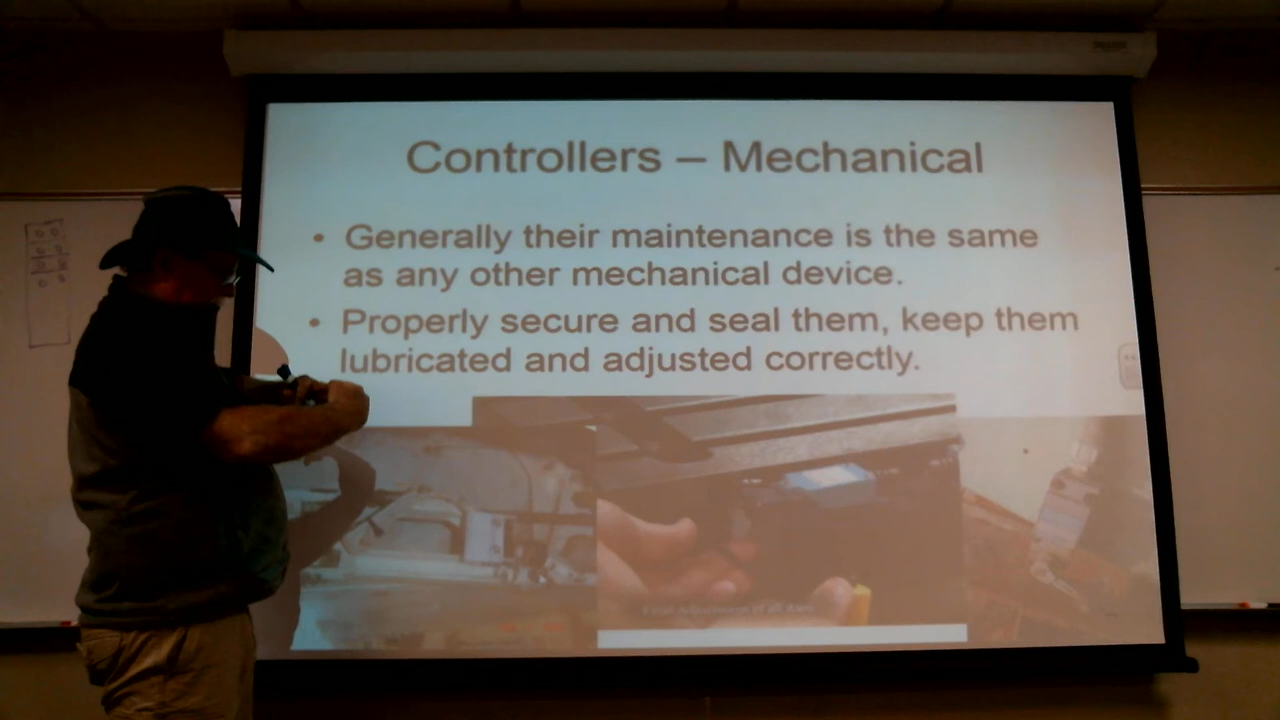 Controllers – Mechanical
• Generally their maintenance is the same
as any other mechanical device.
• Properly secure and seal them, keep them
lubricated and adjusted correctly.